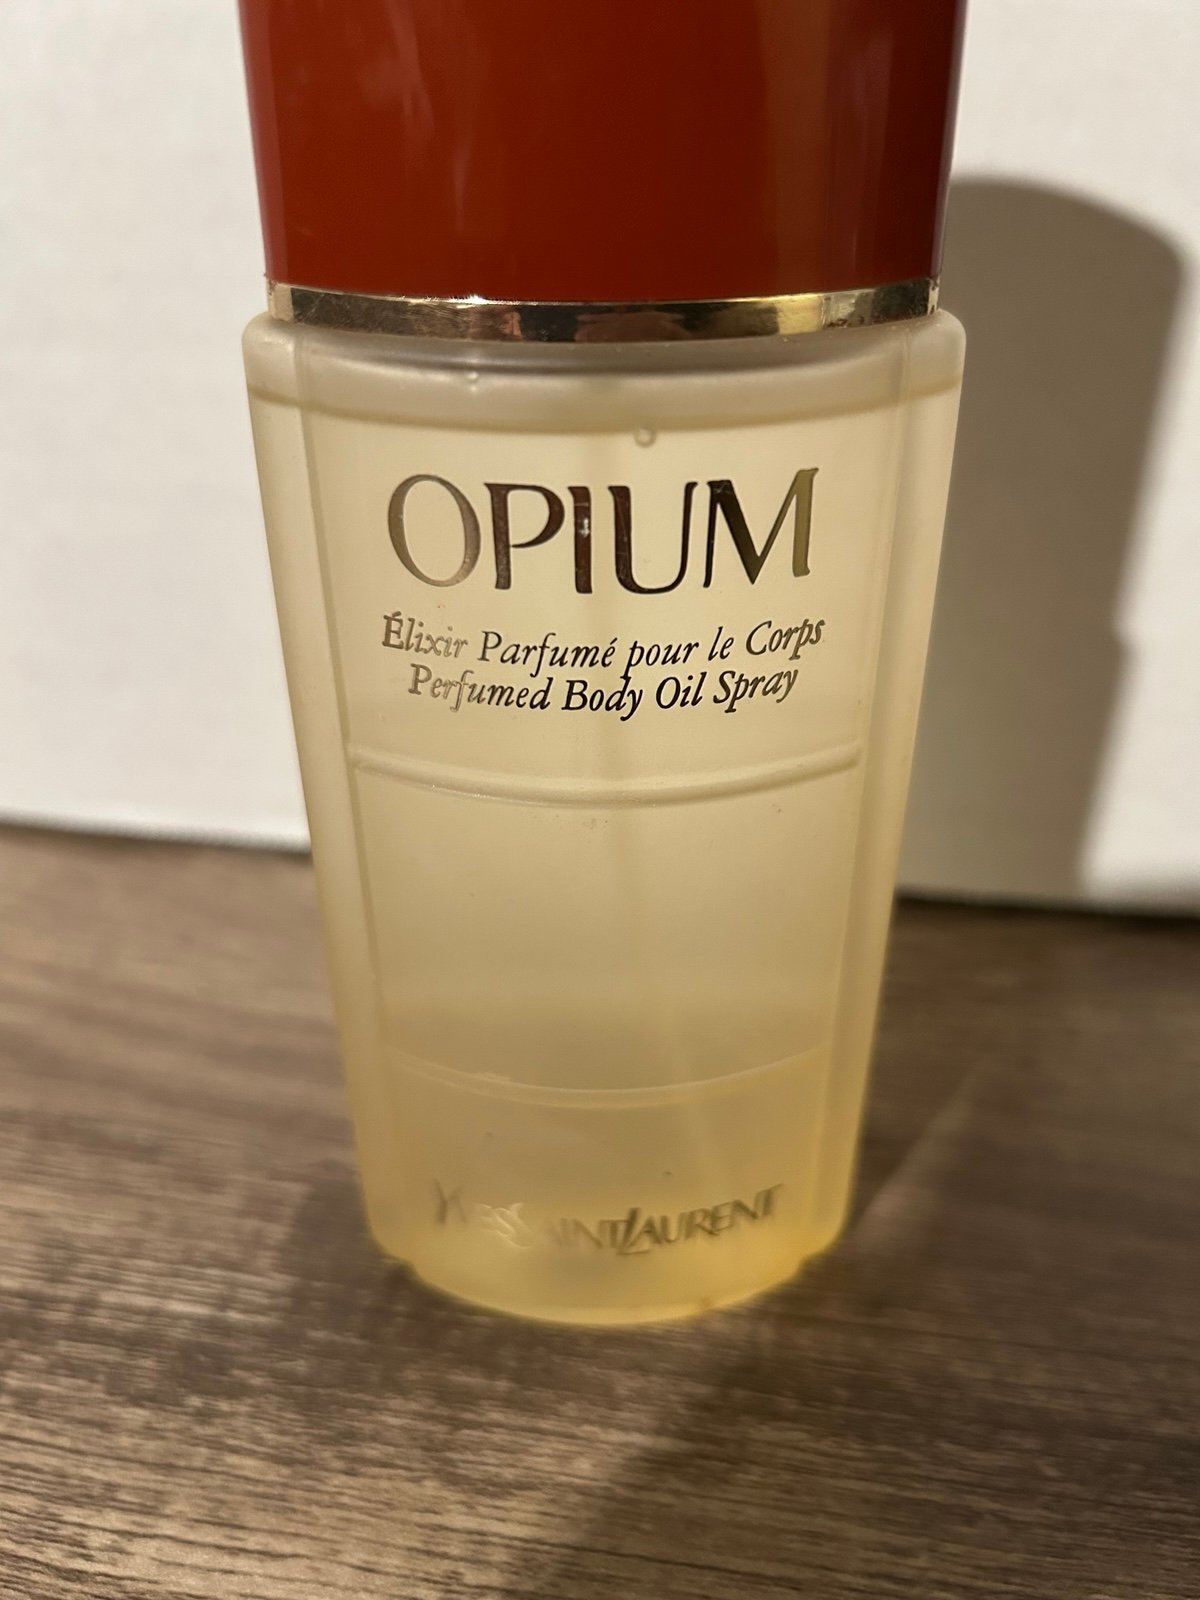 OPIUM
Élixir Parfumé pour le Corps
Perfumed Body Oil Spray
YVESSAINTLAURENT